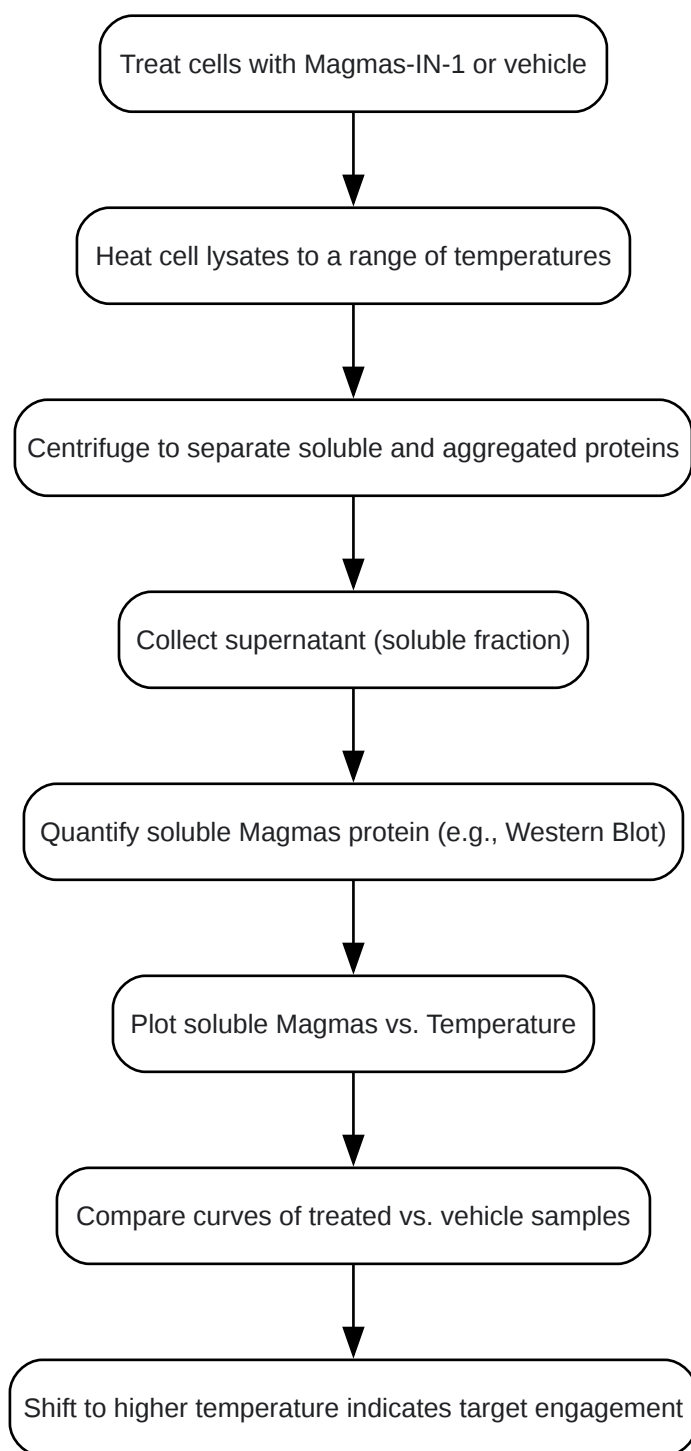 Treat cells with Magmas-IN-1 or vehicle
Heat cell lysates to a range of temperatures
Centrifuge to separate soluble and aggregated proteins
Collect supernatant (soluble fraction)
Quantify soluble Magmas protein (e.g., Western Blot)
Plot soluble Magmas vs. Temperature
Compare curves of treated vs. vehicle samples
Shift to higher temperature indicates target engagement